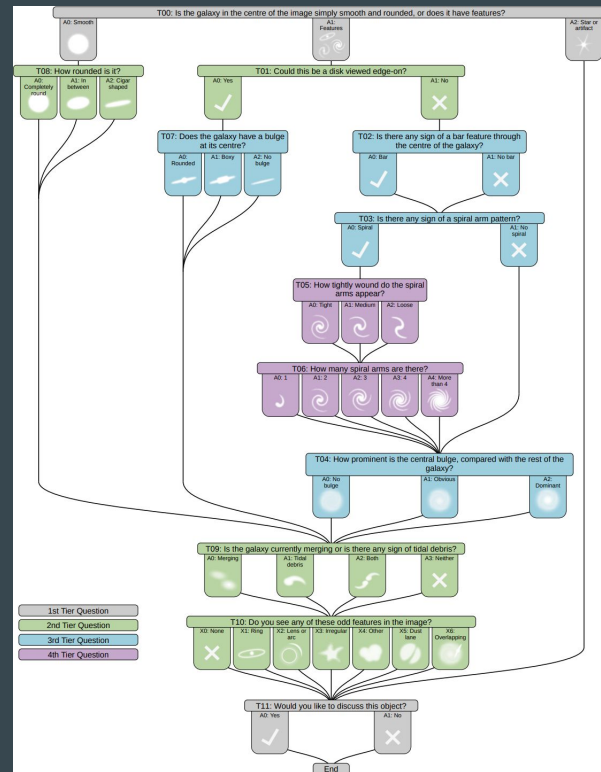 T00: Is the galaxy in the centre of the image simply smooth and rounded, or does it have features?
A0: Smooth
A1:
Features
A2: Star or
artifact
T08: How rounded is it?
A0:
Completely
round
A1: In
between
A2: Cigar
shaped
T01: Could this be a disk viewed edge-on?
A0: Yes
A1: No
T07: Does the galaxy have a bulge
at its centre?
A0:
Rounded
A1: Boxy
A2: No
bulge
T02: Is there any sign of a bar feature through
the centre of the galaxy?
A0: Bar
A1: No bar
T03: Is there any sign of a spiral arm pattern?
A0: Spiral
A1: No
spiral
T05: How tightly wound do the spiral
arms appear?
A0: Tight
A1: Medium
A2: Loose
T06: How many spiral arms are there?
A0: 1
A1: 2
A2: 3
A3: 4
A4: More
than 4
T04: How prominent is the central bulge, compared with the rest of the
galaxy?
A0: No
bulge
A1: Obvious
A2:
Dominant
T09: Is the galaxy currently merging or is there any sign of tidal debris?
A0: Merging
A1: Tidal
debris
A2: Both
A3: Neither
T10: Do you see any of these odd features in the image?
X0: None
X1: Ring
X2: Lens or
arc
X3: Irregular
X4: Other
X5: Dust
lane
X6:
Overlapping
1st Tier Question
2nd Tier Question
3rd Tier Question
4th Tier Question
T11: Would you like to discuss this object?
A0: Yes
A1: No
End